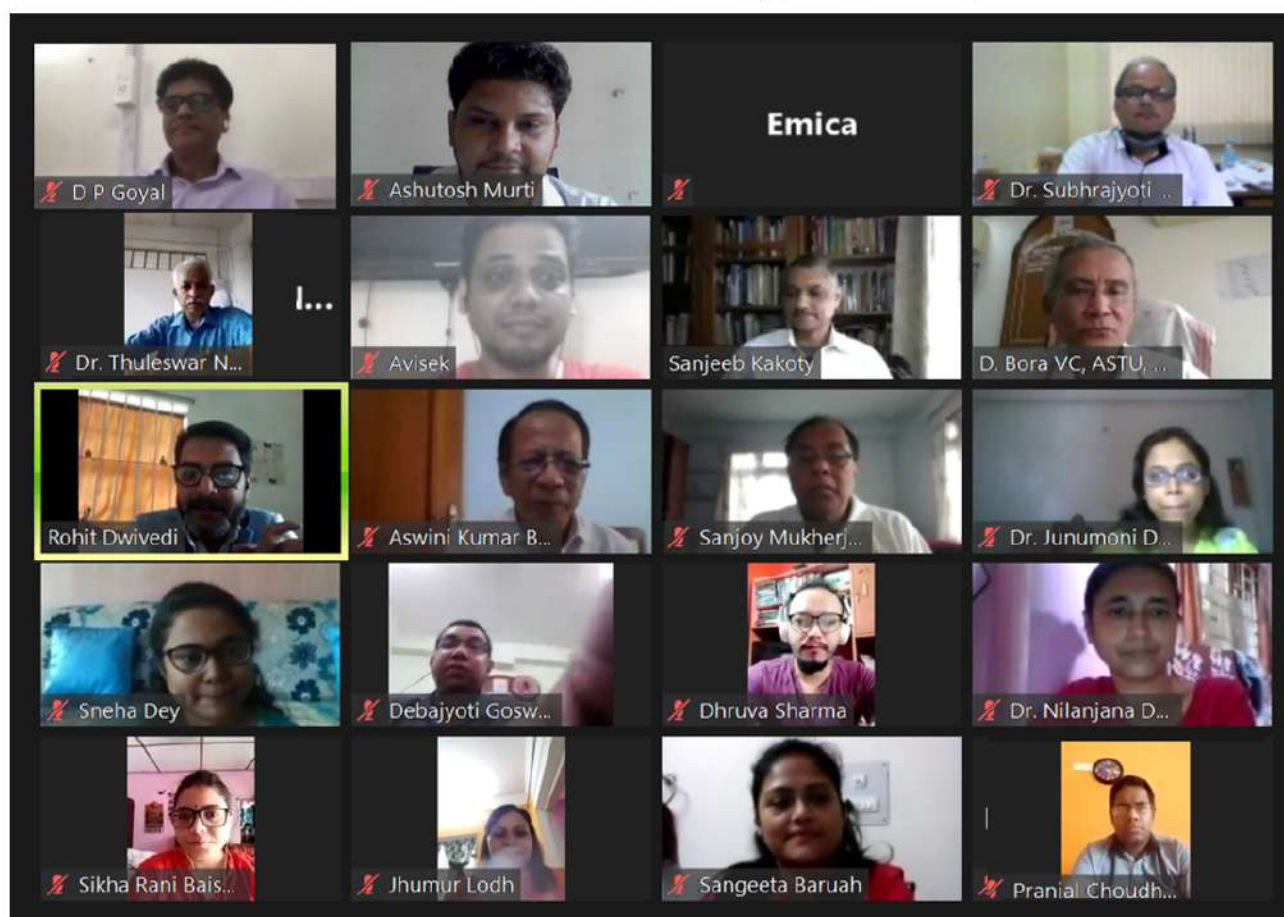 D P Goyal
Ashutosh Murti
Emica
Dr. Subhrajyoti ...
Dr. Thuleswar N...
I...
Avisek
Sanjeeb Kakoty
D. Bora VC, ASTU, ...
Rohit Dwivedi
Aswini Kumar B...
Sanjoy Mukherj...
Dr. Junumoni D...
Sneha Dey
Debajyoti Gosw...
Dhruva Sharma
Dr. Nilanjana D...
Sikha Rani Bais...
Jhumur Lodh
Sangeeta Baruah
Pranjal Choudh...